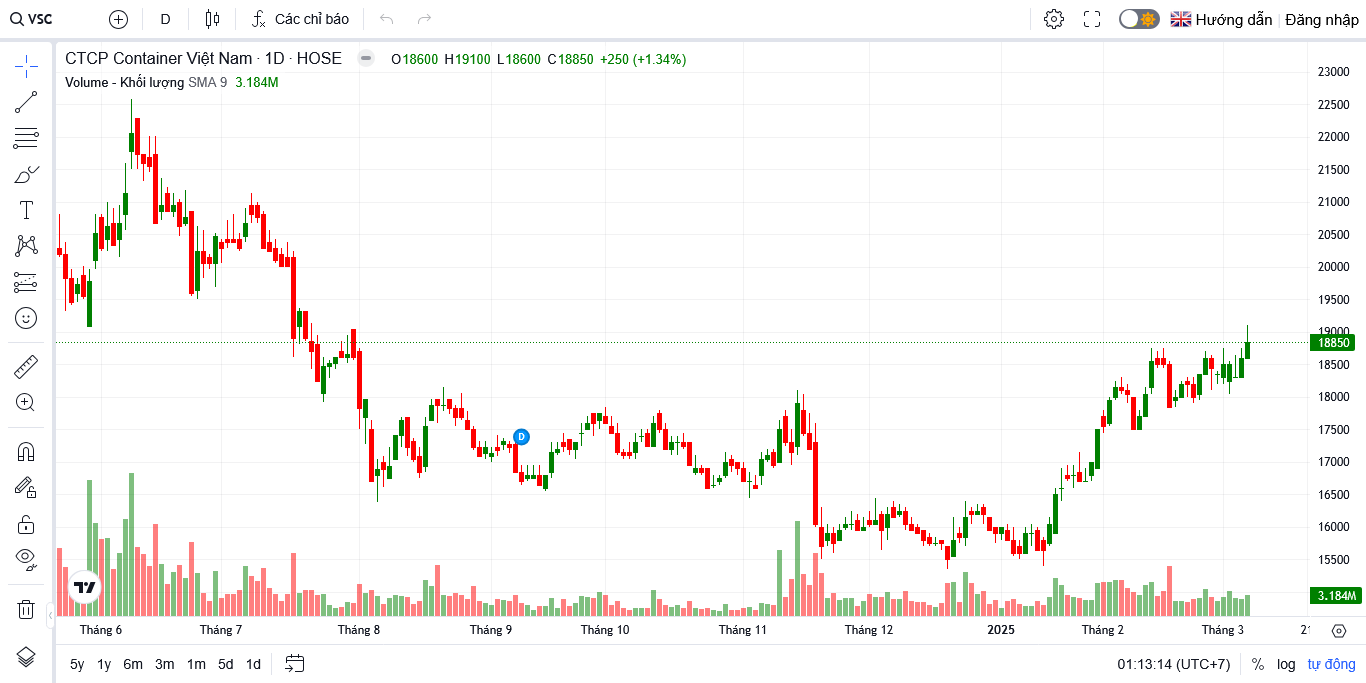 VSC D Các chỉ báo Hướng dẫn Đăng nhập
CTCP Container Việt Nam · 1D · HOSE O18600 H19100 L18600 C18850 +250 (+1.34%)
Volume - Khối lượng SMA 9 3.184M
23000
22500
22000
21500
21000
20500
20000
19500
19000
18850
18500
18000
17500
17000
16500
16000
15500
3.184M
D
Tháng 6 Tháng 7 Tháng 8 Tháng 9 Tháng 10 Tháng 11 Tháng 12 2025 Tháng 2 Tháng 3 21
5y 1y 6m 3m 1m 5d 1d 01:13:14 (UTC+7) % log tự động